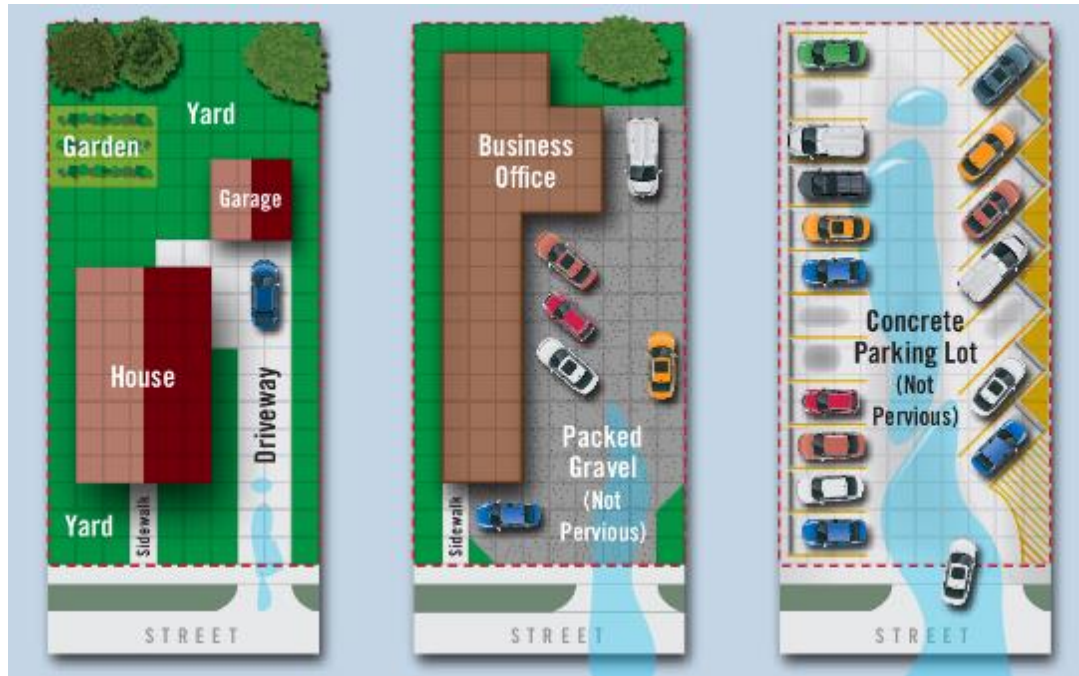 Yard
Garden
Garage
House
Driveway
Yard
Sidewalk
STREET
Business
Office
Packed
Gravel
(Not
Pervious)
Sidewalk
STREET
Concrete
Parking Lot
(Not
Pervious)
STREET